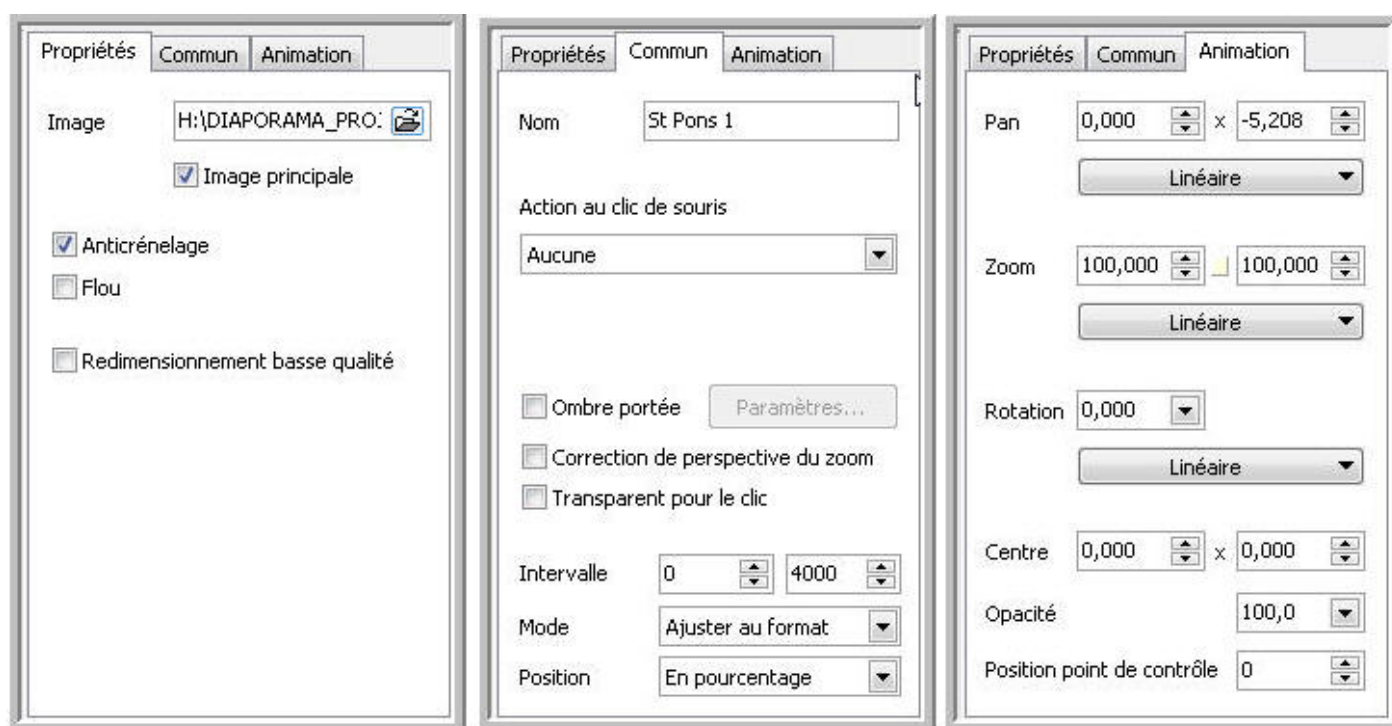 Propriétés Commun Animation
Image H:\DIAPORAMA_PRO.
Image principale
Anticrénelage
Flou
Redimensionnement basse qualité
Propriétés Commun Animation
Nom St Pons 1
Action au clic de souris
Aucune
Ombre portée Paramètres...
Correction de perspective du zoom
Transparent pour le clic
Intervalle 0 4000
Mode Ajuster au format
Position En pourcentage
Propriétés Commun Animation
Pan 0,000 x -5,208
Linéaire
Zoom 100,000 100,000
Linéaire
Rotation 0,000
Linéaire
Centre 0,000 x 0,000
Opacité 100,0
Position point de contrôle 0